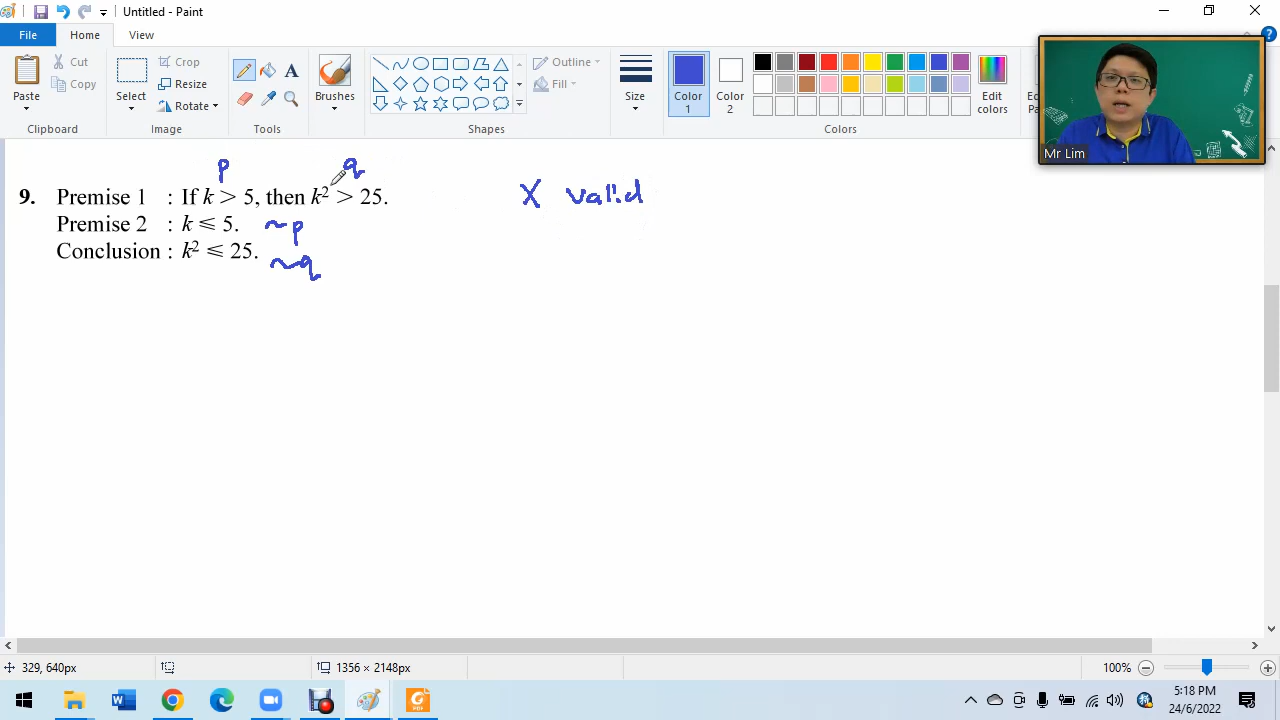 Untitled - Paint
File
Home
View
Paste
Cut
Copy
Clipboard
Select
Crop
Resize
Rotate
Image
A
Tools
Brushes
Outline
Fill
Shapes
Size
Color 1
Color 2
Edit colors
Colors
Mr Lim
p q
9. Premise 1 : If k > 5, then k² > 25. X valid
Premise 2 : k ≤ 5. ~p
Conclusion : k² ≤ 25. ~q
329, 640px
1356 × 2148px
100%
5:18 PM
24/6/2022